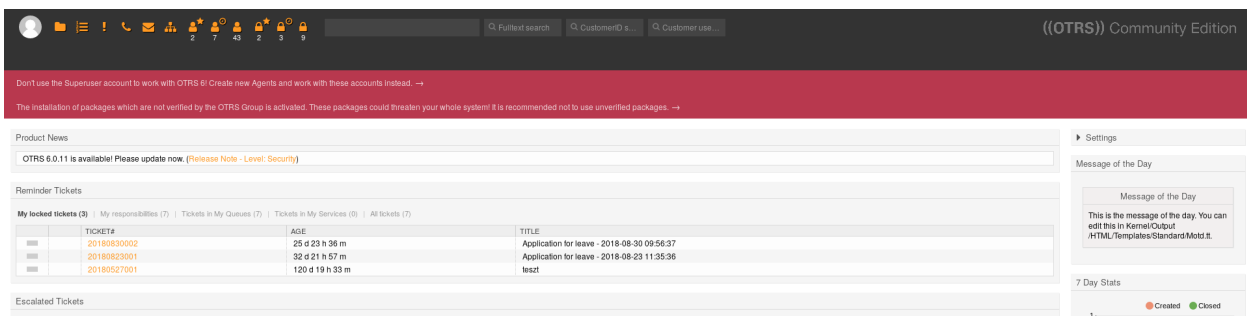 2 7 43 2 3 9
Fulltext search CustomerID s... Customer use...
((OTRS)) Community Edition
Don't use the Superuser account to work with OTRS 6! Create new Agents and work with these accounts instead. →
The installation of packages which are not verified by the OTRS Group is activated. These packages could threaten your whole system! It is recommended not to use unverified packages. →
Product News
OTRS 6.0.11 is available! Please update now. (Release Note - Level: Security)
Reminder Tickets
My locked tickets (3) | My responsibilities (7) | Tickets in My Queues (7) | Tickets in My Services (0) | All tickets (7)
TICKET# AGE TITLE
20180830002 25 d 23 h 36 m Application for leave - 2018-08-30 09:56:37
20180823001 32 d 21 h 57 m Application for leave - 2018-08-23 11:35:36
20180527001 120 d 19 h 33 m teszt
Escalated Tickets
Settings
Message of the Day
Message of the Day
This is the message of the day. You can
edit this in Kernel/Output
/HTML/Templates/Standard/Motd.tt.
7 Day Stats
Created Closed
1